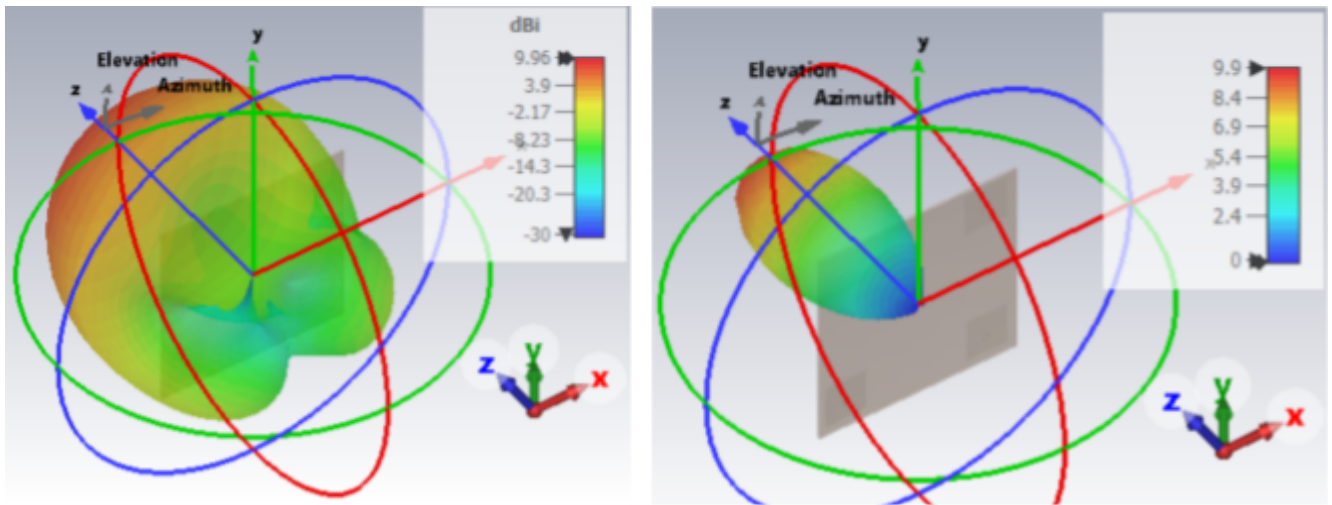 dBi
9.96
3.9
-2.17
-8.23
-14.3
-20.3
-30
y
Elevation
Azimuth
z
x
Y
Z
X
9.9
8.4
6.9
5.4
3.9
2.4
0
y
Elevation
Azimuth
z
x
Y
Z
X